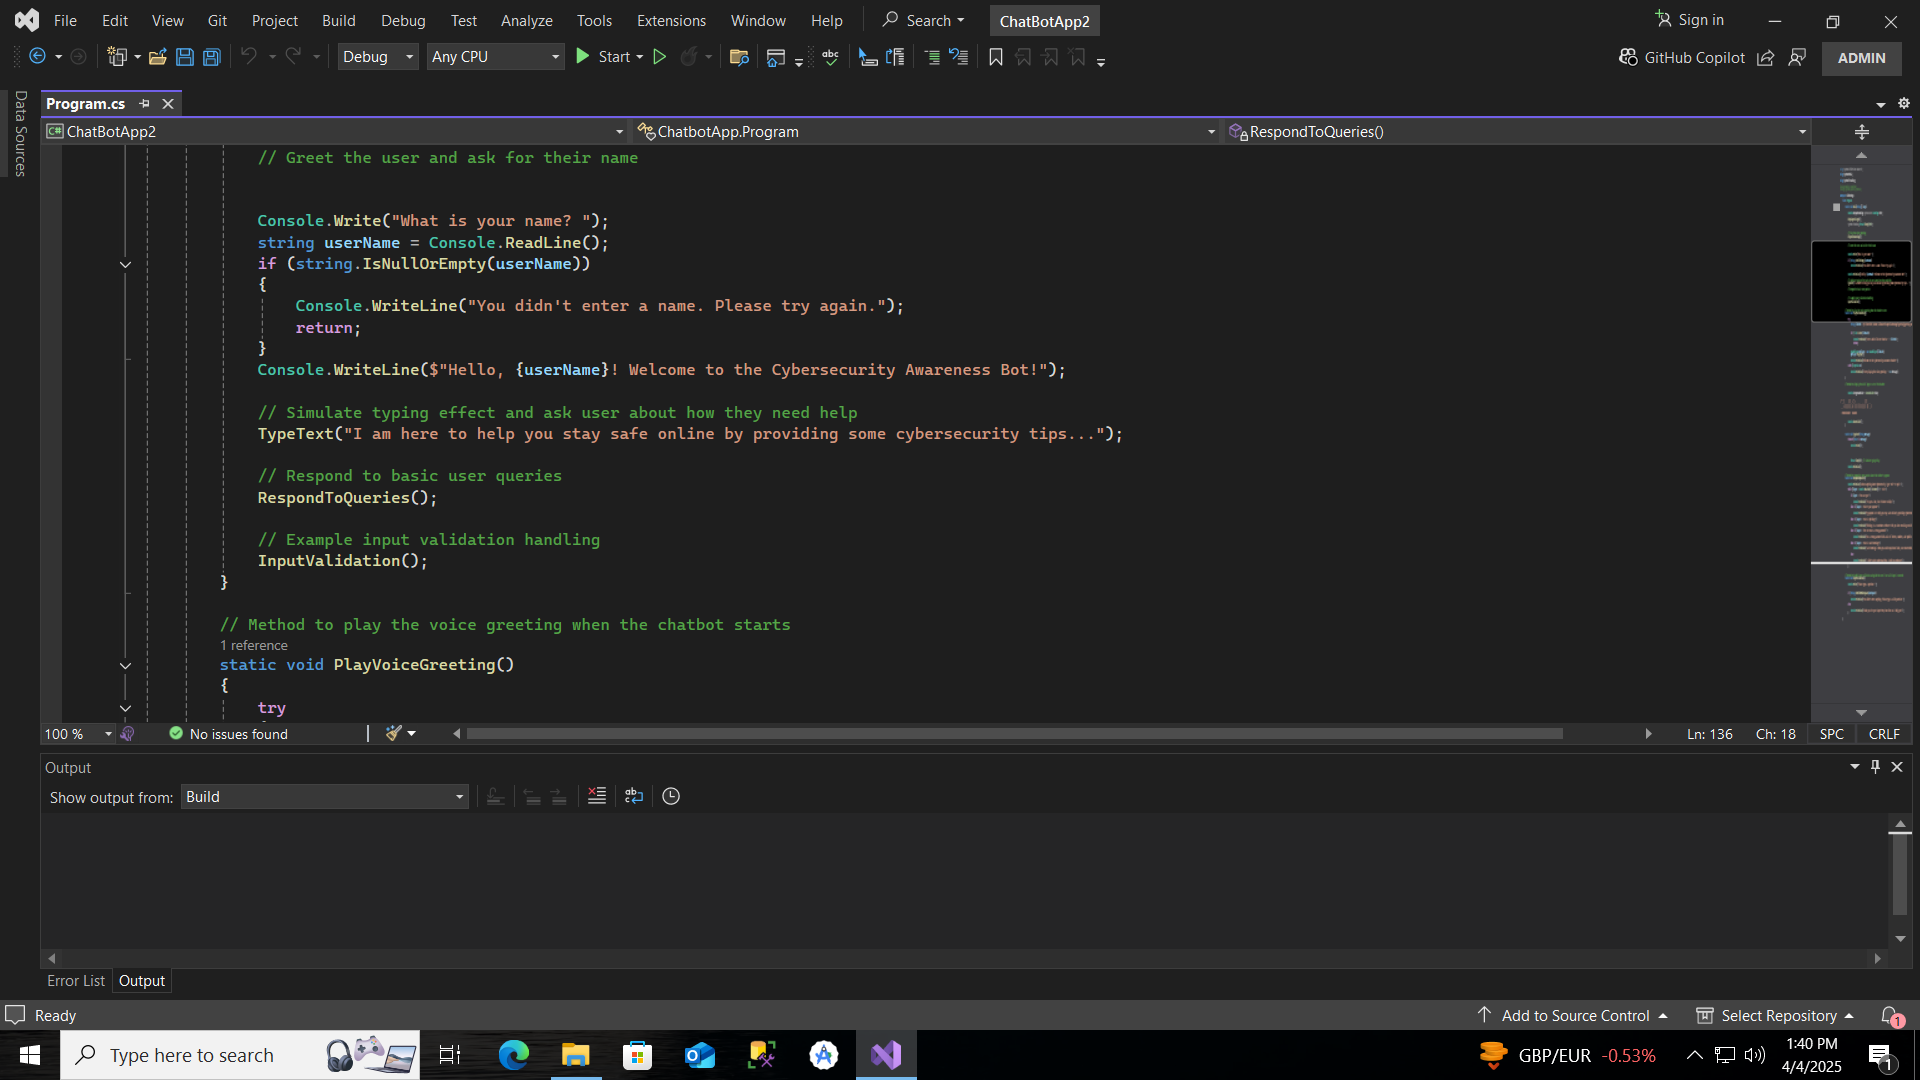 File Edit View Git Project Build Debug Test Analyze Tools Extensions Window Help Search ChatBotApp2 Sign in
Debug Any CPU Start GitHub Copilot ADMIN
Data Sources
Program.cs
ChatBotApp2 ChatbotApp.Program RespondToQueries()
// Greet the user and ask for their name
Console.Write("What is your name? ");
string userName = Console.ReadLine();
if (string.IsNullOrEmpty(userName))
{
Console.WriteLine("You didn't enter a name. Please try again.");
return;
}
Console.WriteLine($"Hello, {userName}! Welcome to the Cybersecurity Awareness Bot!");
// Simulate typing effect and ask user about how they need help
TypeText("I am here to help you stay safe online by providing some cybersecurity tips...");
// Respond to basic user queries
RespondToQueries();
// Example input validation handling
InputValidation();
}
// Method to play the voice greeting when the chatbot starts
1 reference
static void PlayVoiceGreeting()
{
try
100 % No issues found Ln: 136 Ch: 18 SPC CRLF
Output
Show output from: Build
Error List Output
Ready Add to Source Control Select Repository 1
Type here to search GBP/EUR -0.53% 1:40 PM
4/4/2025 1